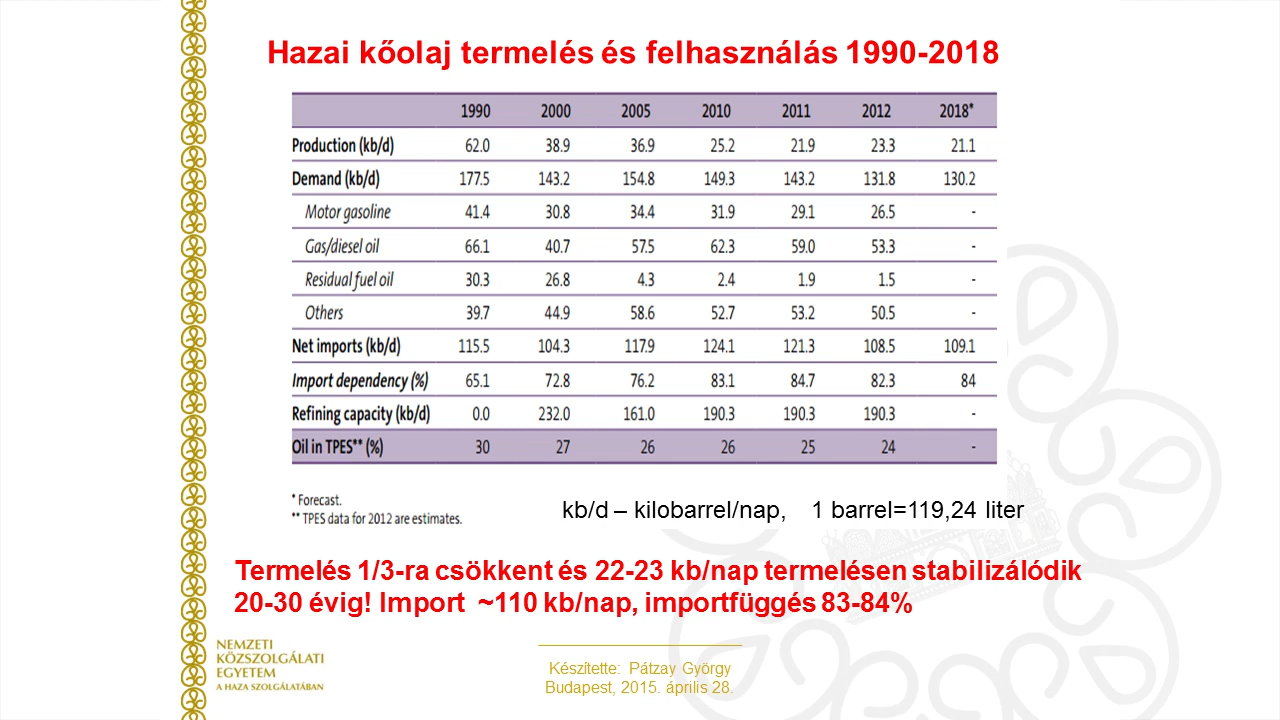 Hazai kőolaj termelés és felhasználás 1990-2018
1990 2000 2005 2010 2011 2012 2018*
Production (kb/d) 62.0 38.9 36.9 25.2 21.9 23.3 21.1
Demand (kb/d) 177.5 143.2 154.8 149.3 143.2 131.8 130.2
Motor gasoline 41.4 30.8 34.4 31.9 29.1 26.5 -
Gas/diesel oil 66.1 40.7 57.5 62.3 59.0 53.3 -
Residual fuel oil 30.3 26.8 4.3 2.4 1.9 1.5 -
Others 39.7 44.9 58.6 52.7 53.2 50.5 -
Net imports (kb/d) 115.5 104.3 117.9 124.1 121.3 108.5 109.1
Import dependency (%) 65.1 72.8 76.2 83.1 84.7 82.3 84
Refining capacity (kb/d) 0.0 232.0 161.0 190.3 190.3 190.3 -
Oil in TPES** (%) 30 27 26 26 25 24 -
* Forecast.
** TPES data for 2012 are estimates.
kb/d – kilobarrel/nap, 1 barrel=119,24 liter
Termelés 1/3-ra csökkent és 22-23 kb/nap termelésen stabilizálódik
20-30 évig! Import ~110 kb/nap, importfüggés 83-84%
NEMZETI
KÖZSZOLGÁLATI
EGYETEM
A HAZA SZOLGÁLATÁBAN
Készítette: Pátzay György
Budapest, 2015. április 28.